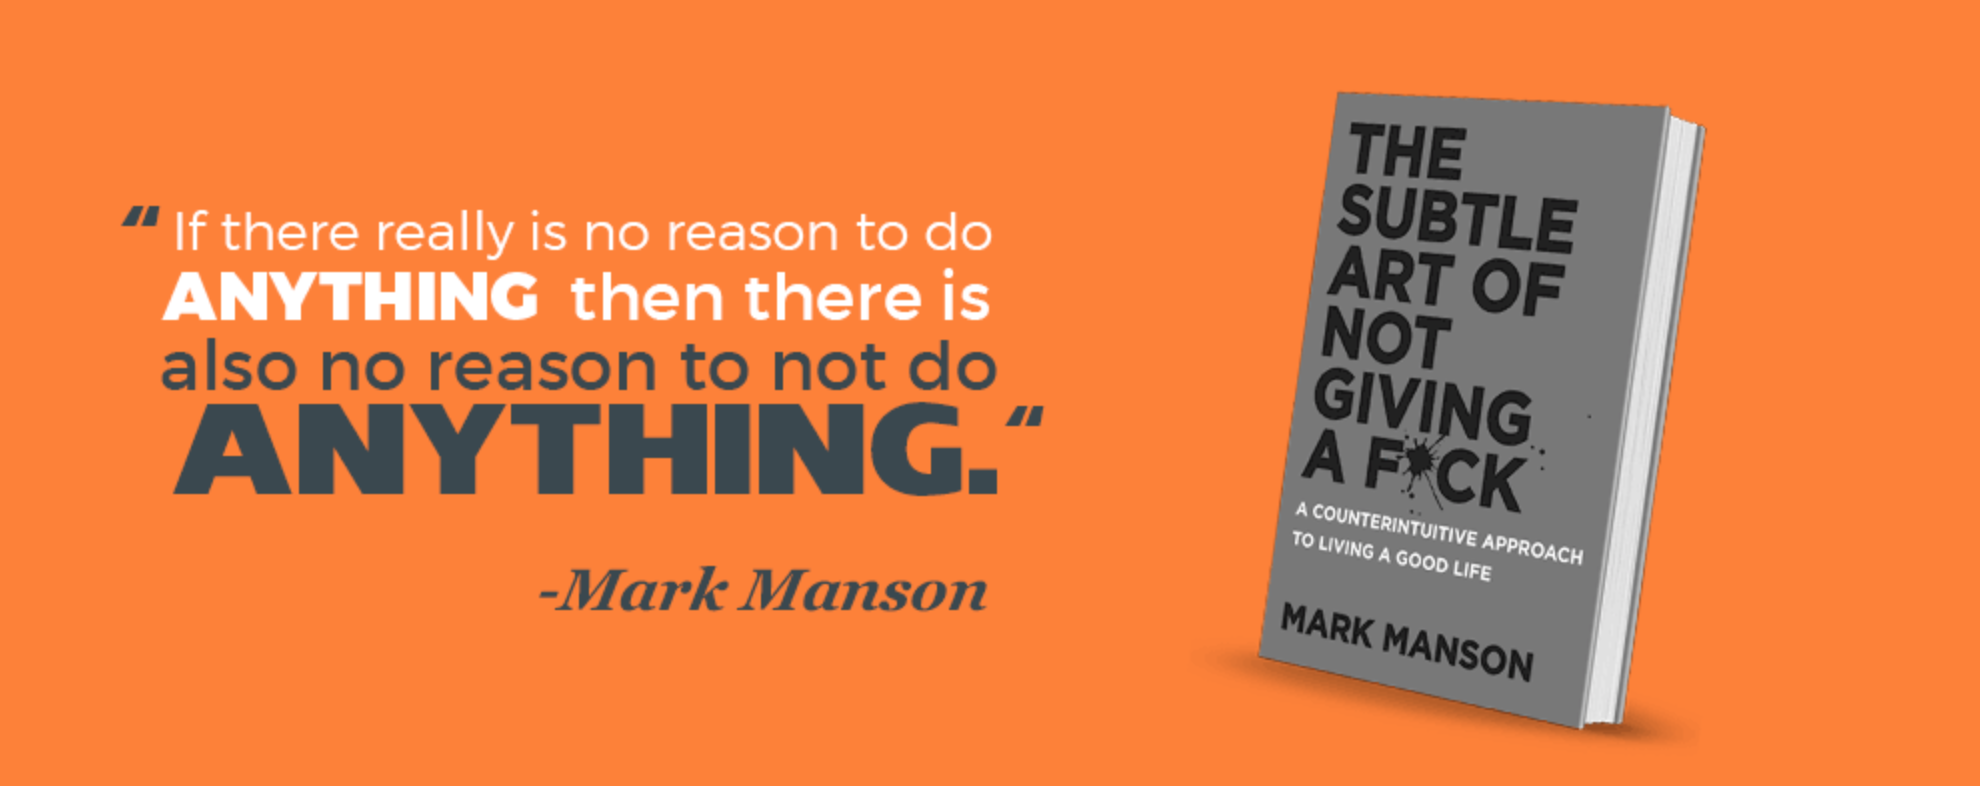 “ If there really is no reason to do
ANYTHING then there is
also no reason to not do
ANYTHING.“
-Mark Manson
THE
SUBTLE
ART OF
NOT
GIVING
A F*CK
A COUNTERINTUITIVE APPROACH
TO LIVING A GOOD LIFE
MARK MANSON